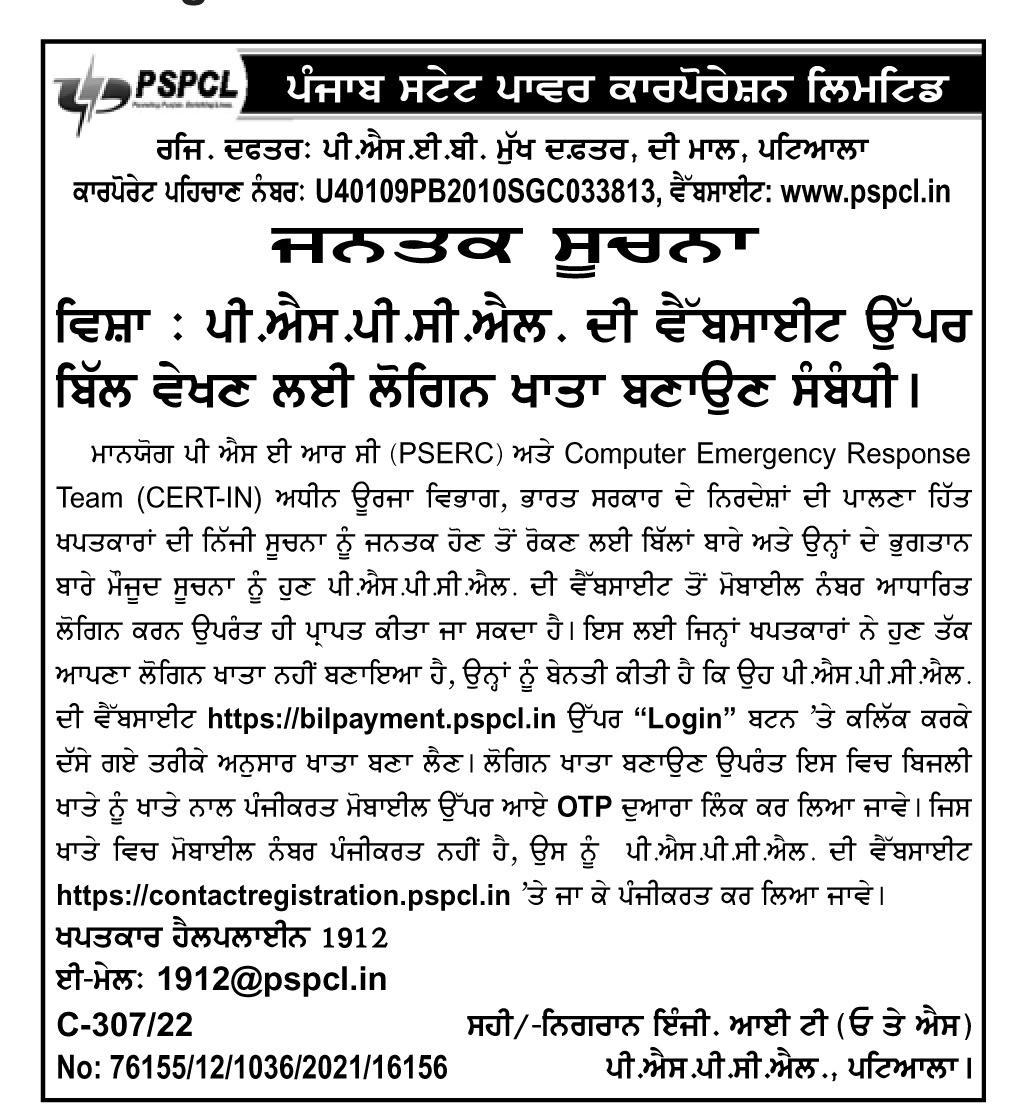 PSPCL ਪੰਜਾਬ ਸਟੇਟ ਪਾਵਰ ਕਾਰਪੋਰੇਸ਼ਨ ਲਿਮਟਿਡ
ਰਜਿ. ਦਫਤਰ: ਪੀ.ਐਸ.ਈ.ਬੀ. ਮੁੱਖ ਦਫ਼ਤਰ, ਦੀ ਮਾਲ, ਪਟਿਆਲਾ
ਕਾਰਪੋਰੇਟ ਪਹਿਚਾਣ ਨੰਬਰ: U40109PB2010SGC033813, ਵੈੱਬਸਾਈਟ: www.pspcl.in
ਜਨਤਕ ਸੂਚਨਾ
ਵਿਸ਼ਾ : ਪੀ.ਐਸ.ਪੀ.ਸੀ.ਐਲ. ਦੀ ਵੈੱਬਸਾਈਟ ਉੱਪਰ
ਬਿੱਲ ਵੇਖਣ ਲਈ ਲੋਗਿਨ ਖਾਤਾ ਬਣਾਉਣ ਸੰਬੰਧੀ।
ਮਾਨਯੋਗ ਪੀ ਐਸ ਈ ਆਰ ਸੀ (PSERC) ਅਤੇ Computer Emergency Response
Team (CERT-IN) ਅਧੀਨ ਊਰਜਾ ਵਿਭਾਗ, ਭਾਰਤ ਸਰਕਾਰ ਦੇ ਨਿਰਦੇਸ਼ਾਂ ਦੀ ਪਾਲਣਾ ਹਿੱਤ
ਖਪਤਕਾਰਾਂ ਦੀ ਨਿੱਜੀ ਸੂਚਨਾ ਨੂੰ ਜਨਤਕ ਹੋਣ ਤੋਂ ਰੋਕਣ ਲਈ ਬਿੱਲਾਂ ਬਾਰੇ ਅਤੇ ਉਨ੍ਹਾਂ ਦੇ ਭੁਗਤਾਨ
ਬਾਰੇ ਮੌਜੂਦ ਸੂਚਨਾ ਨੂੰ ਹੁਣ ਪੀ.ਐਸ.ਪੀ.ਸੀ.ਐਲ. ਦੀ ਵੈੱਬਸਾਈਟ ਤੋਂ ਮੋਬਾਈਲ ਨੰਬਰ ਆਧਾਰਿਤ
ਲੋਗਿਨ ਕਰਨ ਉਪਰੰਤ ਹੀ ਪ੍ਰਾਪਤ ਕੀਤਾ ਜਾ ਸਕਦਾ ਹੈ। ਇਸ ਲਈ ਜਿਨ੍ਹਾਂ ਖਪਤਕਾਰਾਂ ਨੇ ਹੁਣ ਤੱਕ
ਆਪਣਾ ਲੋਗਿਨ ਖਾਤਾ ਨਹੀਂ ਬਣਾਇਆ ਹੈ, ਉਨ੍ਹਾਂ ਨੂੰ ਬੇਨਤੀ ਕੀਤੀ ਹੈ ਕਿ ਉਹ ਪੀ.ਐਸ.ਪੀ.ਸੀ.ਐਲ.
ਦੀ ਵੈੱਬਸਾਈਟ https://bilpayment.pspcl.in ਉੱਪਰ “Login” ਬਟਨ ’ਤੇ ਕਲਿੱਕ ਕਰਕੇ
ਦੱਸੇ ਗਏ ਤਰੀਕੇ ਅਨੁਸਾਰ ਖਾਤਾ ਬਣਾ ਲੈਣ। ਲੋਗਿਨ ਖਾਤਾ ਬਣਾਉਣ ਉਪਰੰਤ ਇਸ ਵਿਚ ਬਿਜਲੀ
ਖਾਤੇ ਨੂੰ ਖਾਤੇ ਨਾਲ ਪੰਜੀਕਰਤ ਮੋਬਾਈਲ ਉੱਪਰ ਆਏ OTP ਦੁਆਰਾ ਲਿੰਕ ਕਰ ਲਿਆ ਜਾਵੇ। ਜਿਸ
ਖਾਤੇ ਵਿਚ ਮੋਬਾਈਲ ਨੰਬਰ ਪੰਜੀਕਰਤ ਨਹੀਂ ਹੈ, ਉਸ ਨੂੰ ਪੀ.ਐਸ.ਪੀ.ਸੀ.ਐਲ. ਦੀ ਵੈੱਬਸਾਈਟ
https://contactregistration.pspcl.in ’ਤੇ ਜਾ ਕੇ ਪੰਜੀਕਰਤ ਕਰ ਲਿਆ ਜਾਵੇ।
ਖਪਤਕਾਰ ਹੈਲਪਲਾਈਨ 1912
ਈ-ਮੇਲ: 1912@pspcl.in
C-307/22 ਸਹੀ/-ਨਿਗਰਾਨ ਇੰਜੀ. ਆਈ ਟੀ (ਓ ਤੇ ਐਸ)
No: 76155/12/1036/2021/16156 ਪੀ.ਐਸ.ਪੀ.ਸੀ.ਐਲ., ਪਟਿਆਲਾ।